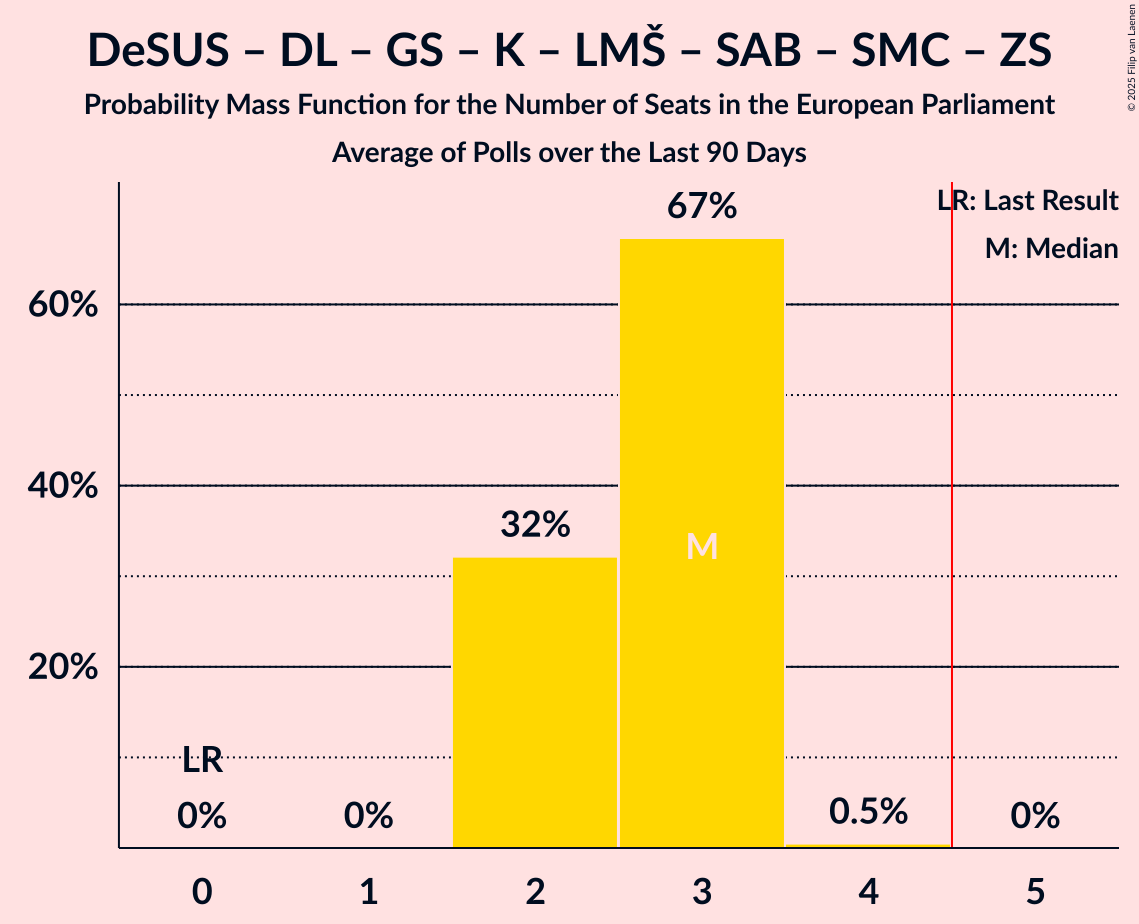 DeSUS – DL – GS – K – LMŠ – SAB – SMC – ZS
Probability Mass Function for the Number of Seats in the European Parliament
Average of Polls over the Last 90 Days
© 2025 Filip van Laenen
LR: Last Result
M: Median
67%
60%
40%
32%
M
20%
LR
0%
0%
0.5%
0%
0 1 2 3 4 5